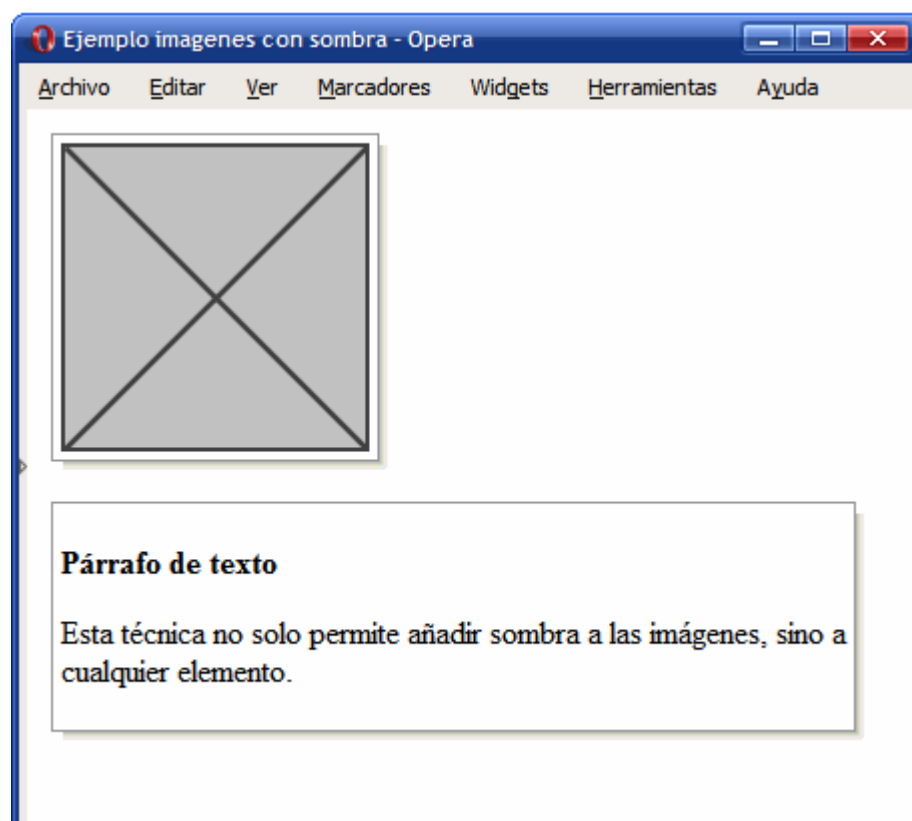 Ejemplo imagenes con sombra - Opera
Archivo Editar Ver Marcadores Widgets Herramientas Ayuda
Párrafo de texto
Esta técnica no solo permite añadir sombra a las imágenes, sino a
cualquier elemento.